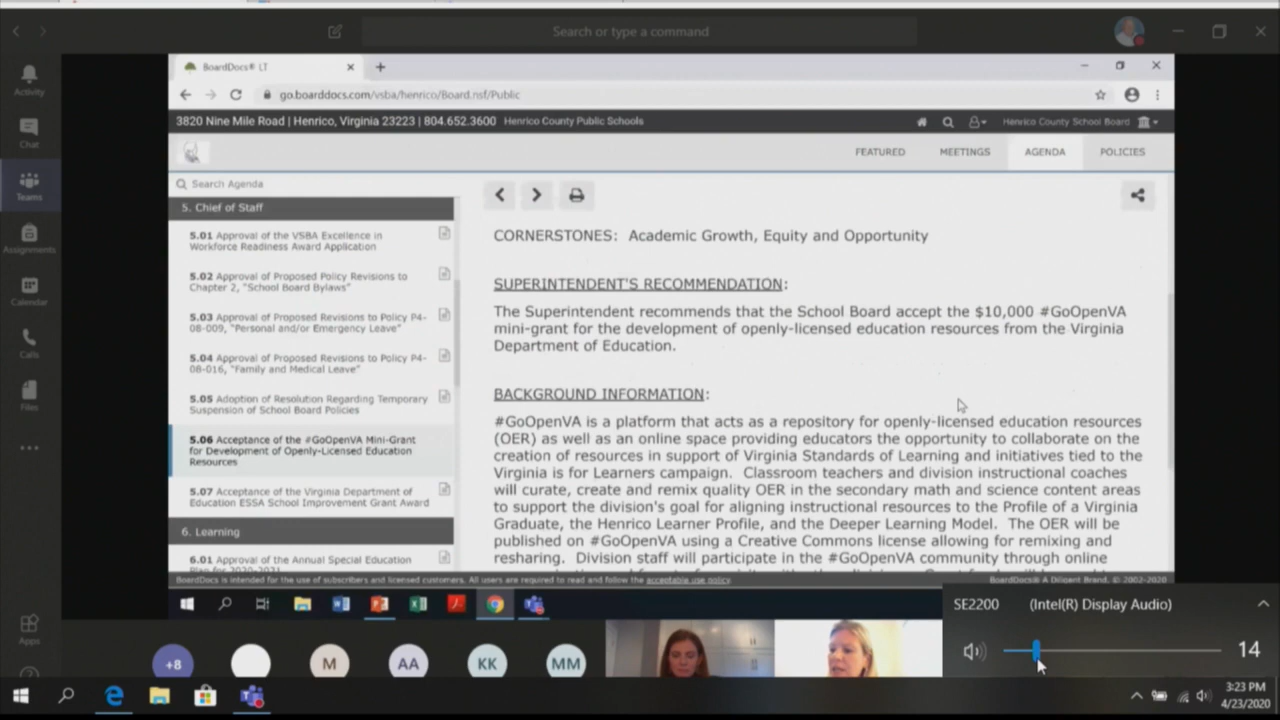 Search or type a command
BoardDocs® LT
go.boarddocs.com/vsba/henrico/Board.nsf/Public
3820 Nine Mile Road | Henrico, Virginia 23223 | 804.652.3600 Henrico County Public Schools
Henrico County School Board
FEATURED MEETINGS AGENDA POLICIES
Activity
Chat
Teams
Assignments
Calendar
Calls
Files
Apps
Search Agenda
5. Chief of Staff
5.01 Approval of the VSBA Excellence in
Workforce Readiness Award Application
5.02 Approval of Proposed Policy Revisions to
Chapter 2, "School Board Bylaws"
5.03 Approval of Proposed Revisions to Policy P4-
08-009, "Personal and/or Emergency Leave"
5.04 Approval of Proposed Revisions to Policy P4-
08-016, "Family and Medical Leave"
5.05 Adoption of Resolution Regarding Temporary
Suspension of School Board Policies
5.06 Acceptance of the #GoOpenVA Mini-Grant
for Development of Openly-Licensed Education
Resources
5.07 Acceptance of the Virginia Department of
Education ESSA School Improvement Grant Award
6. Learning
6.01 Approval of the Annual Special Education
Plan for 2020-2021
CORNERSTONES: Academic Growth, Equity and Opportunity
SUPERINTENDENT'S RECOMMENDATION:
The Superintendent recommends that the School Board accept the $10,000 #GoOpenVA
mini-grant for the development of openly-licensed education resources from the Virginia
Department of Education.
BACKGROUND INFORMATION:
#GoOpenVA is a platform that acts as a repository for openly-licensed education resources
(OER) as well as an online space providing educators the opportunity to collaborate on the
creation of resources in support of Virginia Standards of Learning and initiatives tied to the
Virginia is for Learners campaign. Classroom teachers and division instructional coaches
will curate, create and remix quality OER in the secondary math and science content areas
to support the division's goal for aligning instructional resources to the Profile of a Virginia
Graduate, the Henrico Learner Profile, and the Deeper Learning Model. The OER will be
published on #GoOpenVA using a Creative Commons license allowing for remixing and
resharing. Division staff will participate in the #GoOpenVA community through online
BoardDocs is intended for the use of subscribers and licensed customers. All users are required to read and follow the acceptable use policy.
BoardDocs® A Diligent Brand, © 2002-2020
SE2200 (Intel(R) Display Audio)
14
+8
M
AA
KK
MM
3:23 PM
4/23/2020